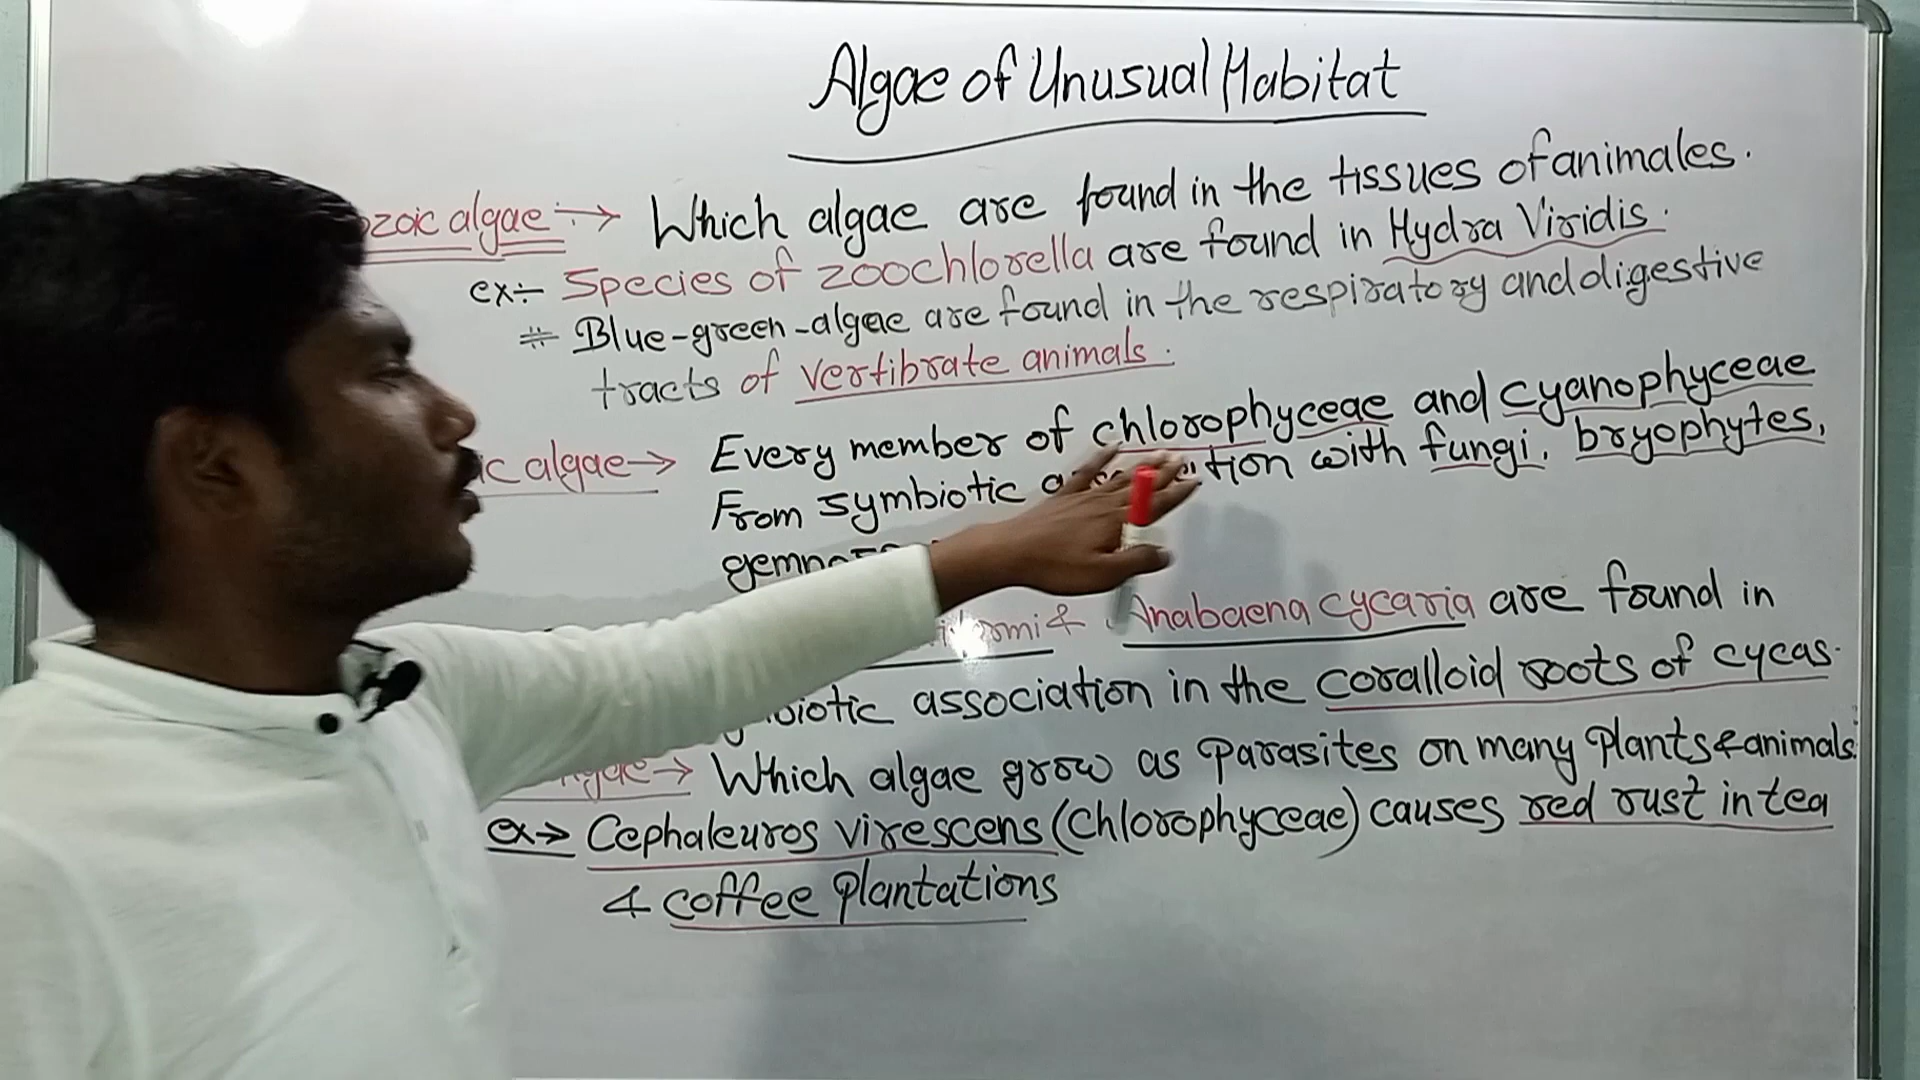 Algae of Unusual Habitat
zoic algae :→ Which algae are found in the tissues of animales.
ex ÷ Species of zoochlorella are found in Hydra Viridis.
# Blue-green-algae are found in the respiratory and digestive
tracts of vertibrate animals.
ic algae → Every member of chlorophyceae and cyanophyceae
From symbiotic with fungi, bryophytes,
& Anabaena cycaria are found in
association in the coralloid roots of cycas.
algae → Which algae grow as parasites on many plants & animals.
ex → Cephaleuros virescens (Chlorophyceae) causes red rust in tea
& coffee plantations